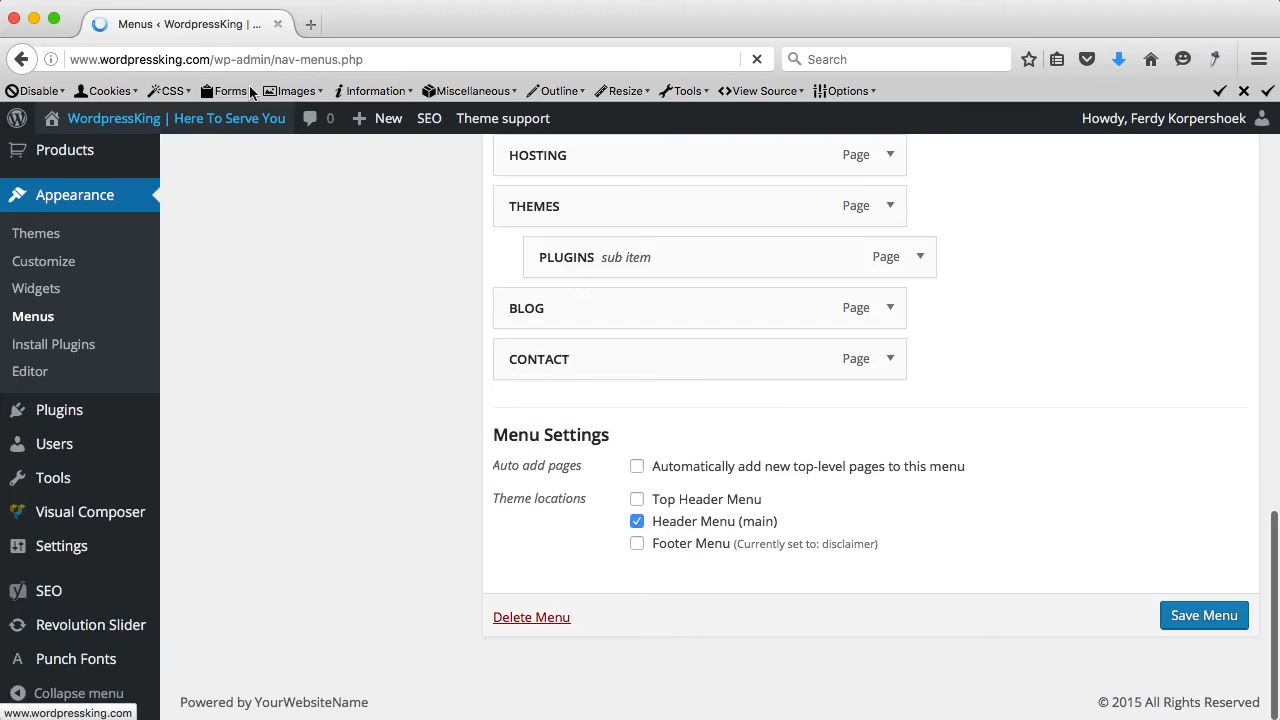 Menus ‹ WordpressKing | ...
www.wordpressking.com/wp-admin/nav-menus.php
Search
Disable Cookies CSS Forms Images Information Miscellaneous Outline Resize Tools View Source Options
WordpressKing | Here To Serve You 0 New SEO Theme support Howdy, Ferdy Korpershoek
Products
Appearance
Themes
Customize
Widgets
Menus
Install Plugins
Editor
Plugins
Users
Tools
Visual Composer
Settings
SEO
Revolution Slider
A Punch Fonts
Collapse menu
www.wordpressking.com
HOSTING Page
THEMES Page
PLUGINS sub item Page
BLOG Page
CONTACT Page
Menu Settings
Auto add pages Automatically add new top-level pages to this menu
Theme locations Top Header Menu
Header Menu (main)
Footer Menu (Currently set to: disclaimer)
Delete Menu Save Menu
Powered by YourWebsiteName © 2015 All Rights Reserved